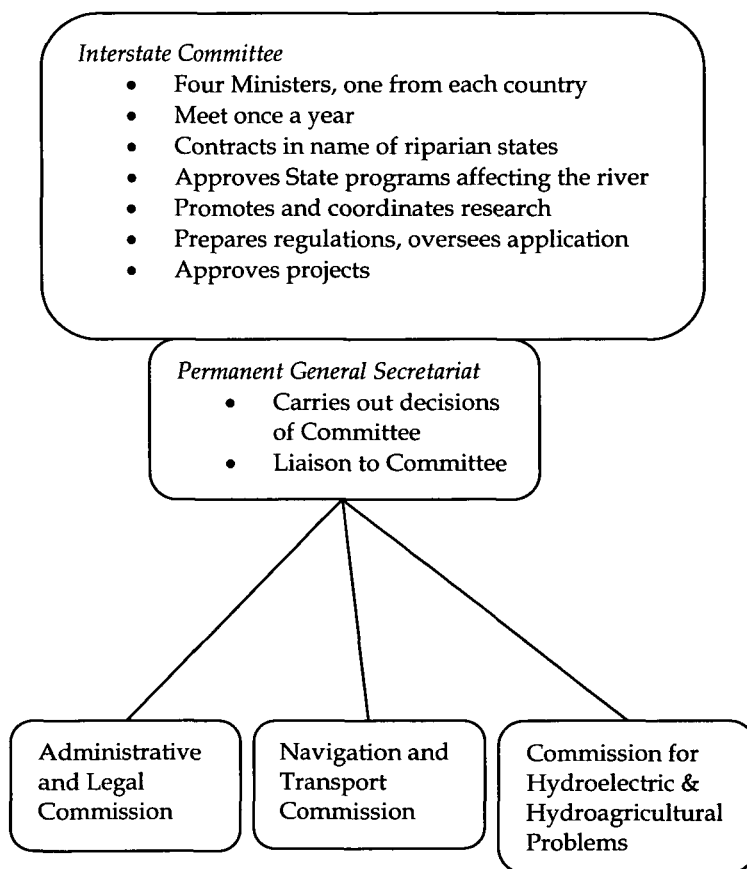 Interstate Committee
• Four Ministers, one from each country
• Meet once a year
• Contracts in name of riparian states
• Approves State programs affecting the river
• Promotes and coordinates research
• Prepares regulations, oversees application
• Approves projects
Permanent General Secretariat
• Carries out decisions
of Committee
• Liaison to Committee
Administrative
and Legal
Commission
Navigation and
Transport
Commission
Commission for
Hydroelectric &
Hydroagricultural
Problems